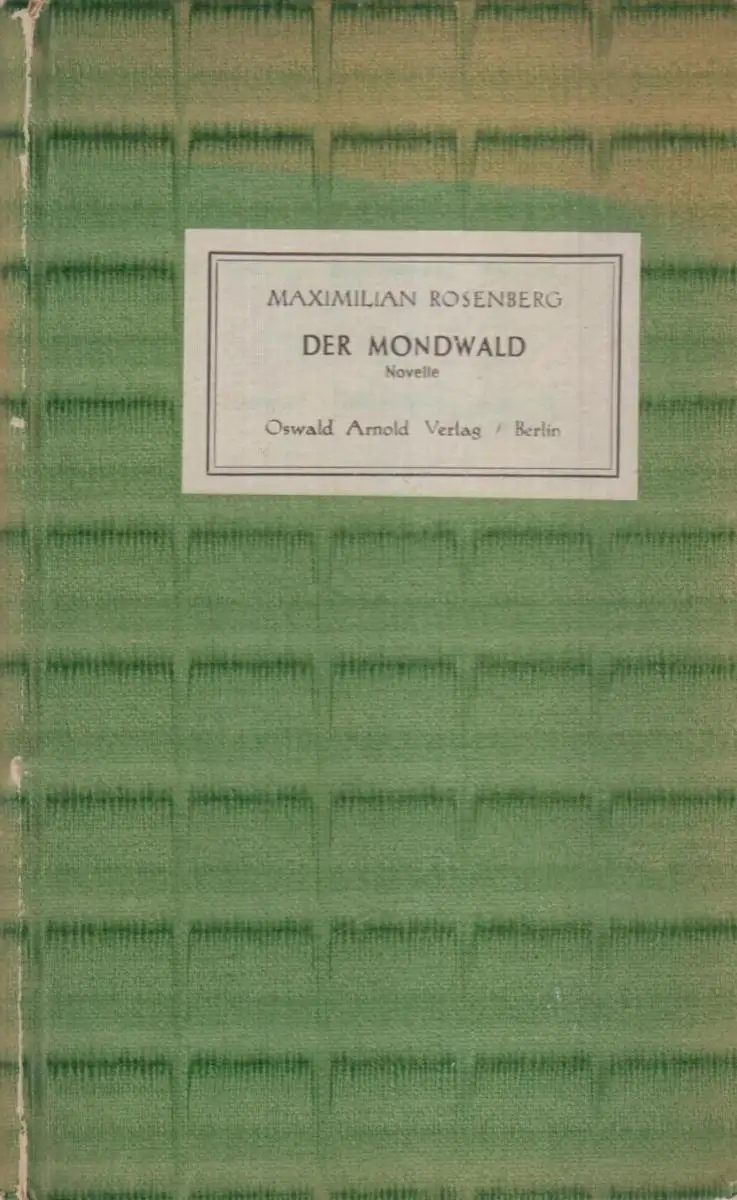 MAXIMILIAN ROSENBERG
DER MONDWALD
Novelle
Oswald Arnold Verlag / Berlin